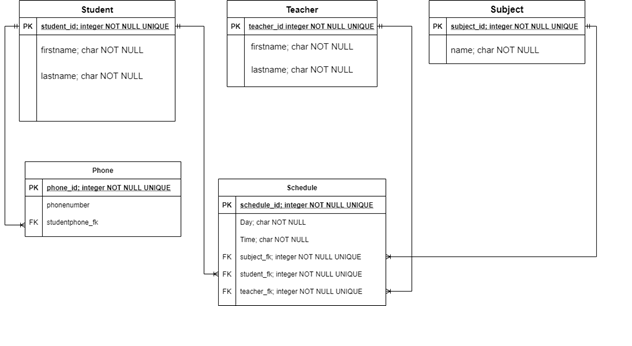 Student
PK student_id; integer NOT NULL UNIQUE
firstname; char NOT NULL
lastname; char NOT NULL
Teacher
PK teacher_id integer NOT NULL UNIQUE
firstname; char NOT NULL
lastname; char NOT NULL
Subject
PK subject_id; integer NOT NULL UNIQUE
name; char NOT NULL
Phone
PK phone_id; integer NOT NULL UNIQUE
phonenumber
FK studentphone_fk
Schedule
PK schedule_id; integer NOT NULL UNIQUE
Day; char NOT NULL
Time; char NOT NULL
FK subject_fk; integer NOT NULL UNIQUE
FK student_fk; integer NOT NULL UNIQUE
FK teacher_fk; integer NOT NULL UNIQUE